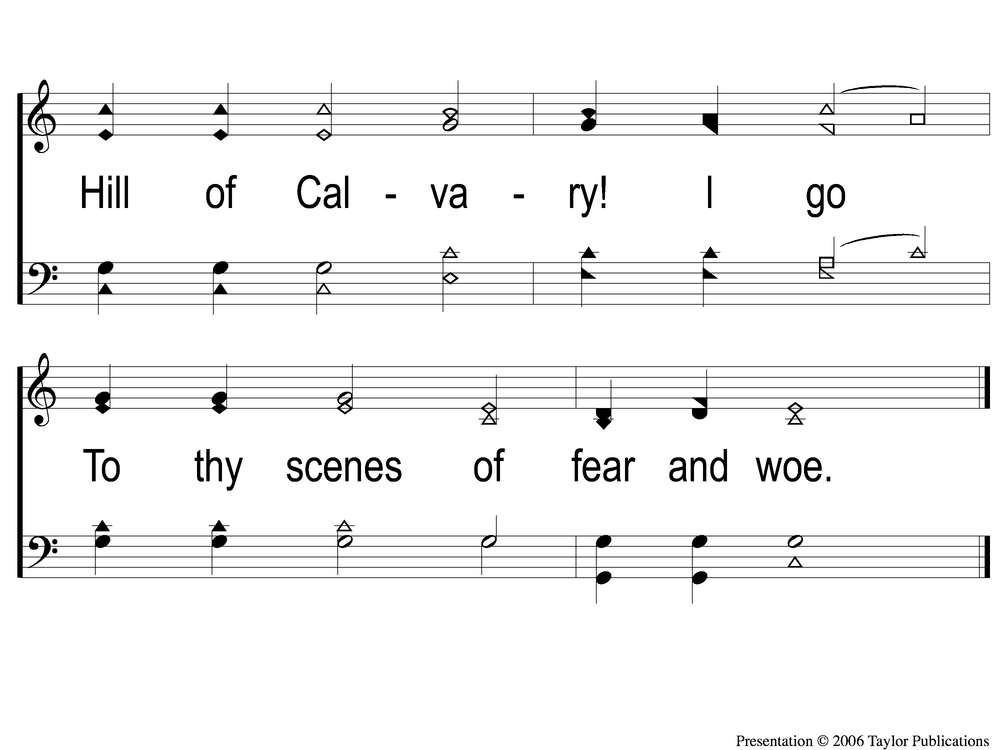 Hill of Cal - va - ry! I go
To thy scenes of fear and woe.
Presentation © 2006 Taylor Publications